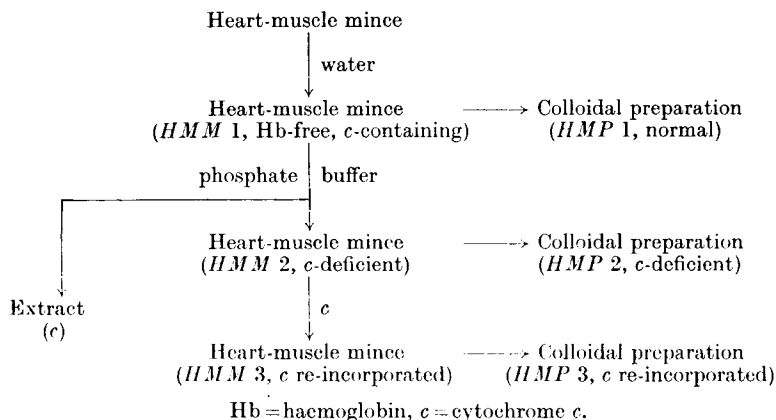 Heart-muscle mince
water
Heart-muscle mince Colloidal preparation
(HMM 1, Hb-free, c-containing) (HMP 1, normal)
phosphate buffer
Heart-muscle mince Colloidal preparation
(HMM 2, c-deficient) (HMP 2, c-deficient)
Extract
(c)
c
Heart-muscle mince Colloidal preparation
(HMM 3, c re-incorporated) (HMP 3, c re-incorporated)
Hb=haemoglobin, c=cytochrome c.